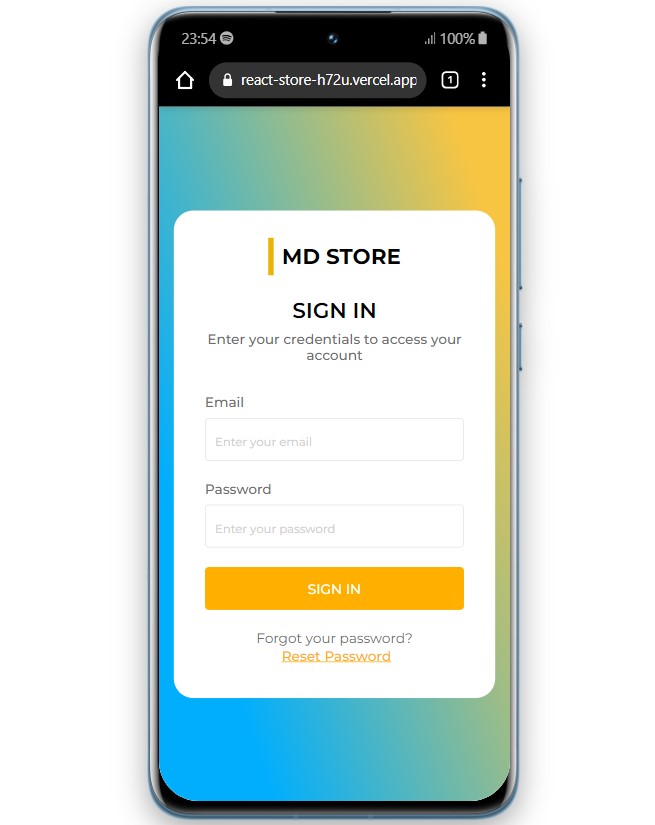 23:54 100%
react-store-h72u.vercel.app 1
MD STORE
SIGN IN
Enter your credentials to access your
account
Email
Enter your email
Password
Enter your password
SIGN IN
Forgot your password?
Reset Password